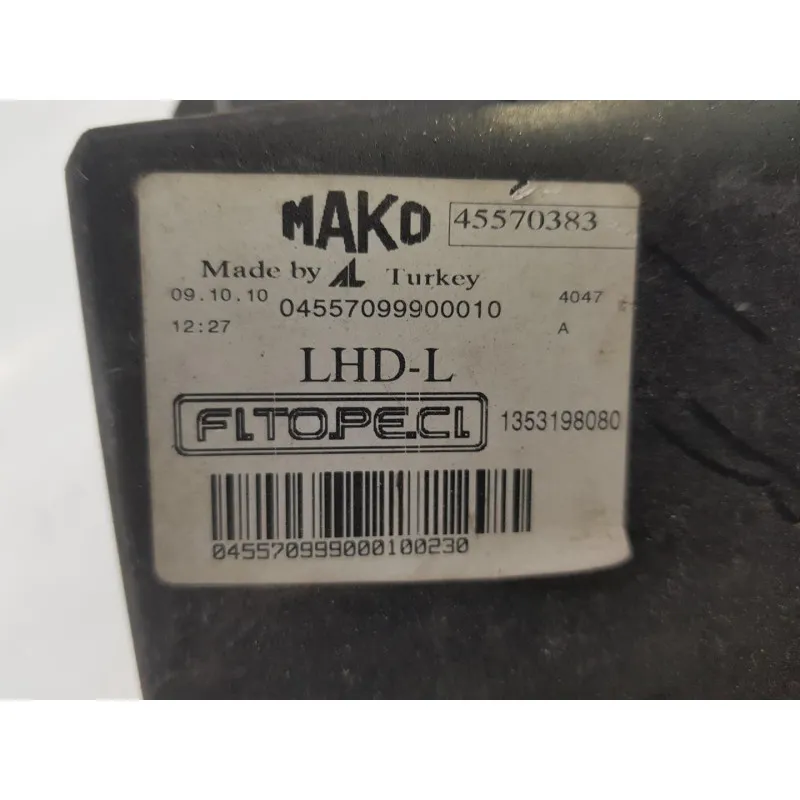 MAKO 45570383
Made by AL Turkey
09.10.10 04557099900010 4047
12:27 A
LHD-L
FI.TO.PE.CI. 1353198080
045570999000100230